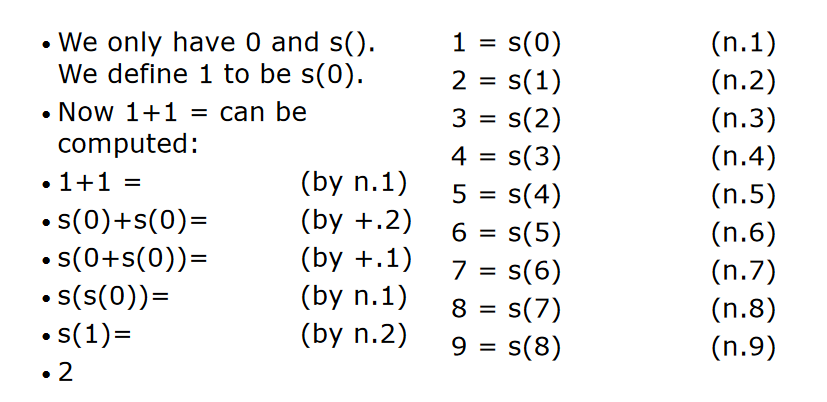 • We only have 0 and s().
We define 1 to be s(0).
• Now 1+1 = can be
computed:
• 1+1 = (by n.1)
• s(0)+s(0)= (by +.2)
• s(0+s(0))= (by +.1)
• s(s(0))= (by n.1)
• s(1)= (by n.2)
• 2
1 = s(0) (n.1)
2 = s(1) (n.2)
3 = s(2) (n.3)
4 = s(3) (n.4)
5 = s(4) (n.5)
6 = s(5) (n.6)
7 = s(6) (n.7)
8 = s(7) (n.8)
9 = s(8) (n.9)